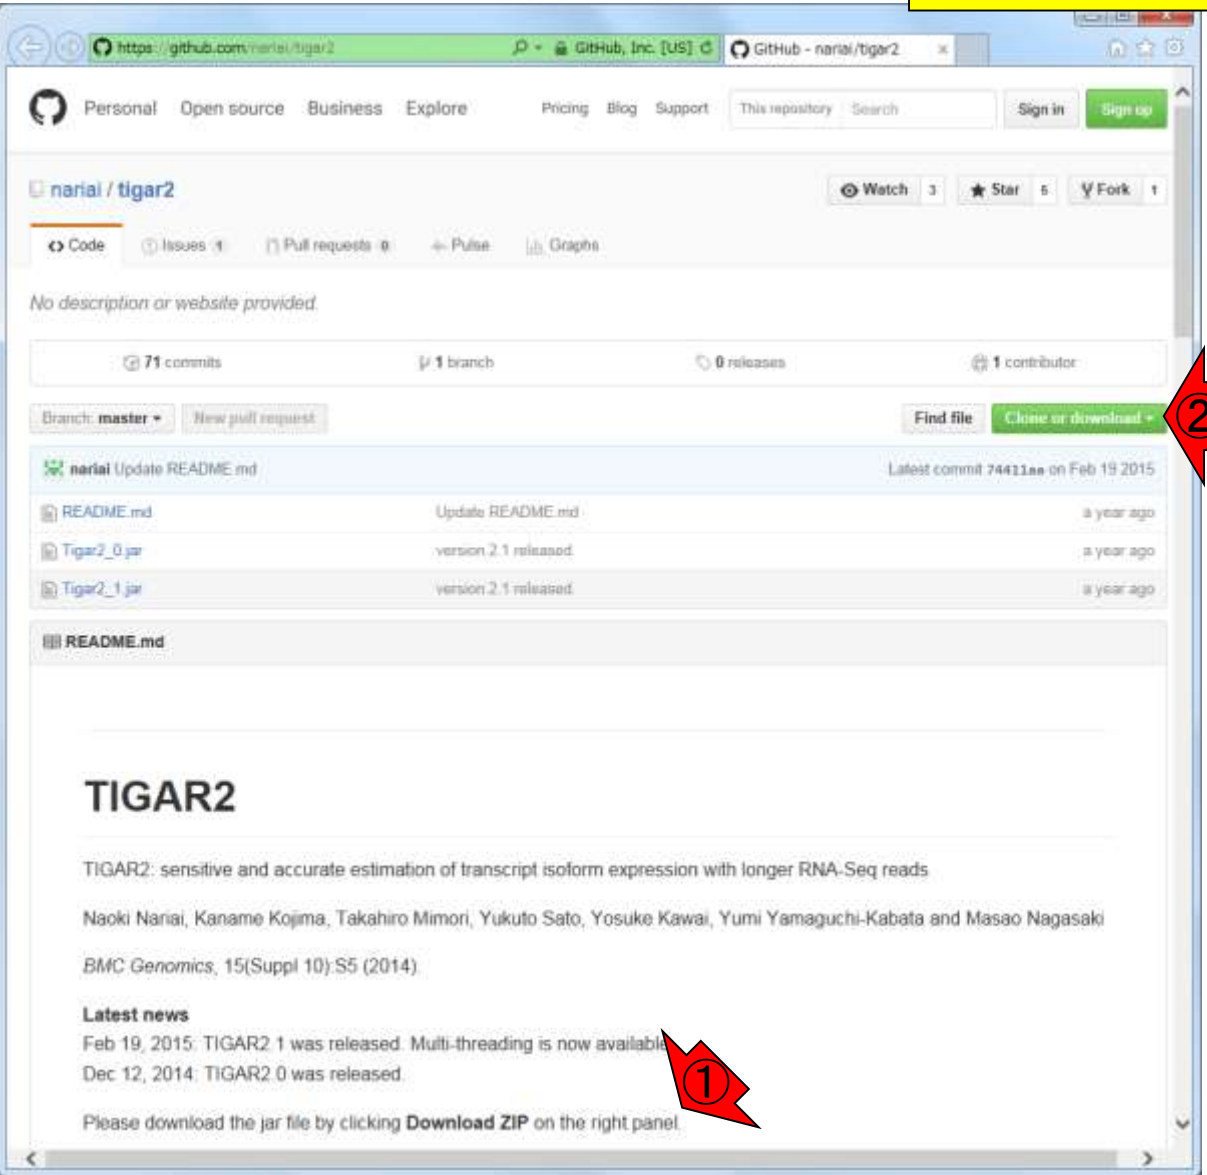 https://github.com/nariai/tigar2
GitHub, Inc. [US]
GitHub - nariai/tigar2
Personal Open source Business Explore Pricing Blog Support This repository Search Sign in Sign up
nariai / tigar2
Watch 3 Star 5 Fork 1
Code Issues 1 Pull requests 0 Pulse Graphs
No description or website provided.
71 commits 1 branch 0 releases 1 contributor
Branch: master New pull request Find file Clone or download
②
nariai Update README.md Latest commit 74411ae on Feb 19 2015
README.md Update README.md a year ago
Tigar2_0.jar version 2.1 released. a year ago
Tigar2_1.jar version 2.1 released. a year ago
README.md
TIGAR2
TIGAR2: sensitive and accurate estimation of transcript isoform expression with longer RNA-Seq reads
Naoki Nariai, Kaname Kojima, Takahiro Mimori, Yukuto Sato, Yosuke Kawai, Yumi Yamaguchi-Kabata and Masao Nagasaki
BMC Genomics, 15(Suppl 10):S5 (2014).
Latest news
Feb 19, 2015: TIGAR2.1 was released. Multi-threading is now available
Dec 12, 2014: TIGAR2.0 was released.
①
Please download the jar file by clicking Download ZIP on the right panel.